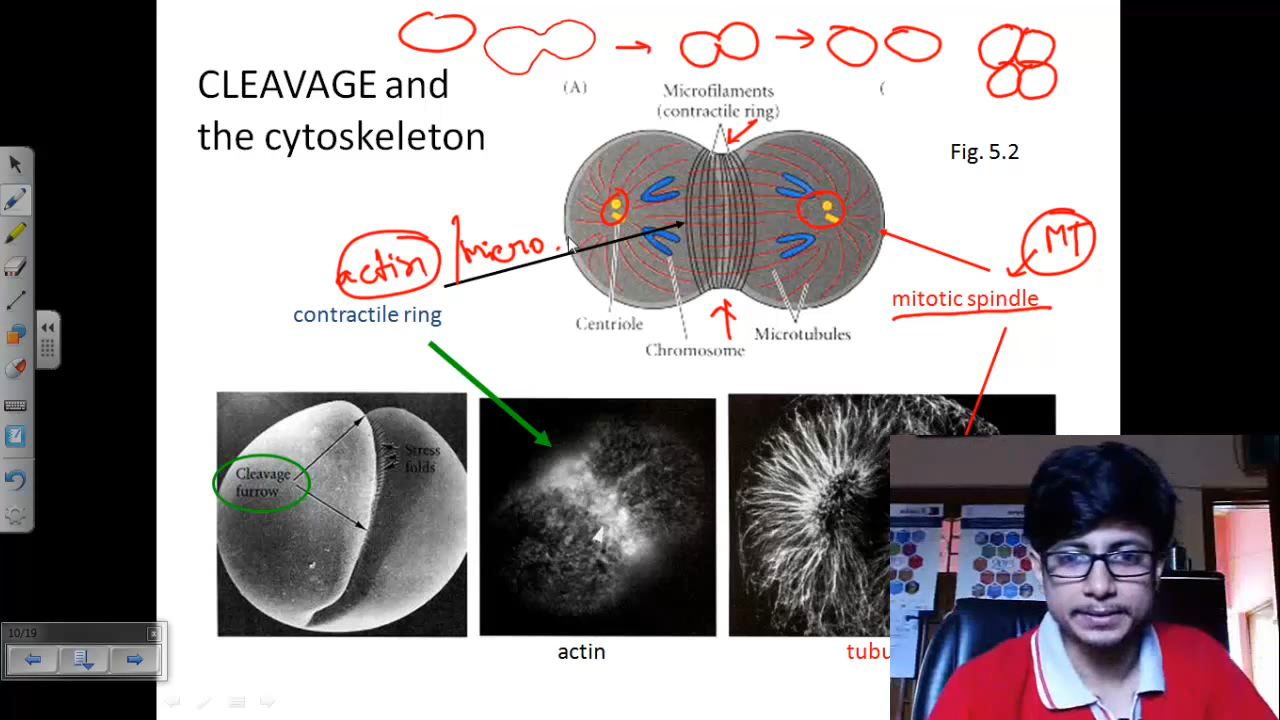 CLEAVAGE and
the cytoskeleton
(A)
(
Microfilaments
(contractile ring)
Fig. 5.2
actin / micro.
MT
contractile ring
mitotic spindle
Centriole
Chromosome
Microtubules
Cleavage
furrow
Stress
folds
actin
tubu
10/19